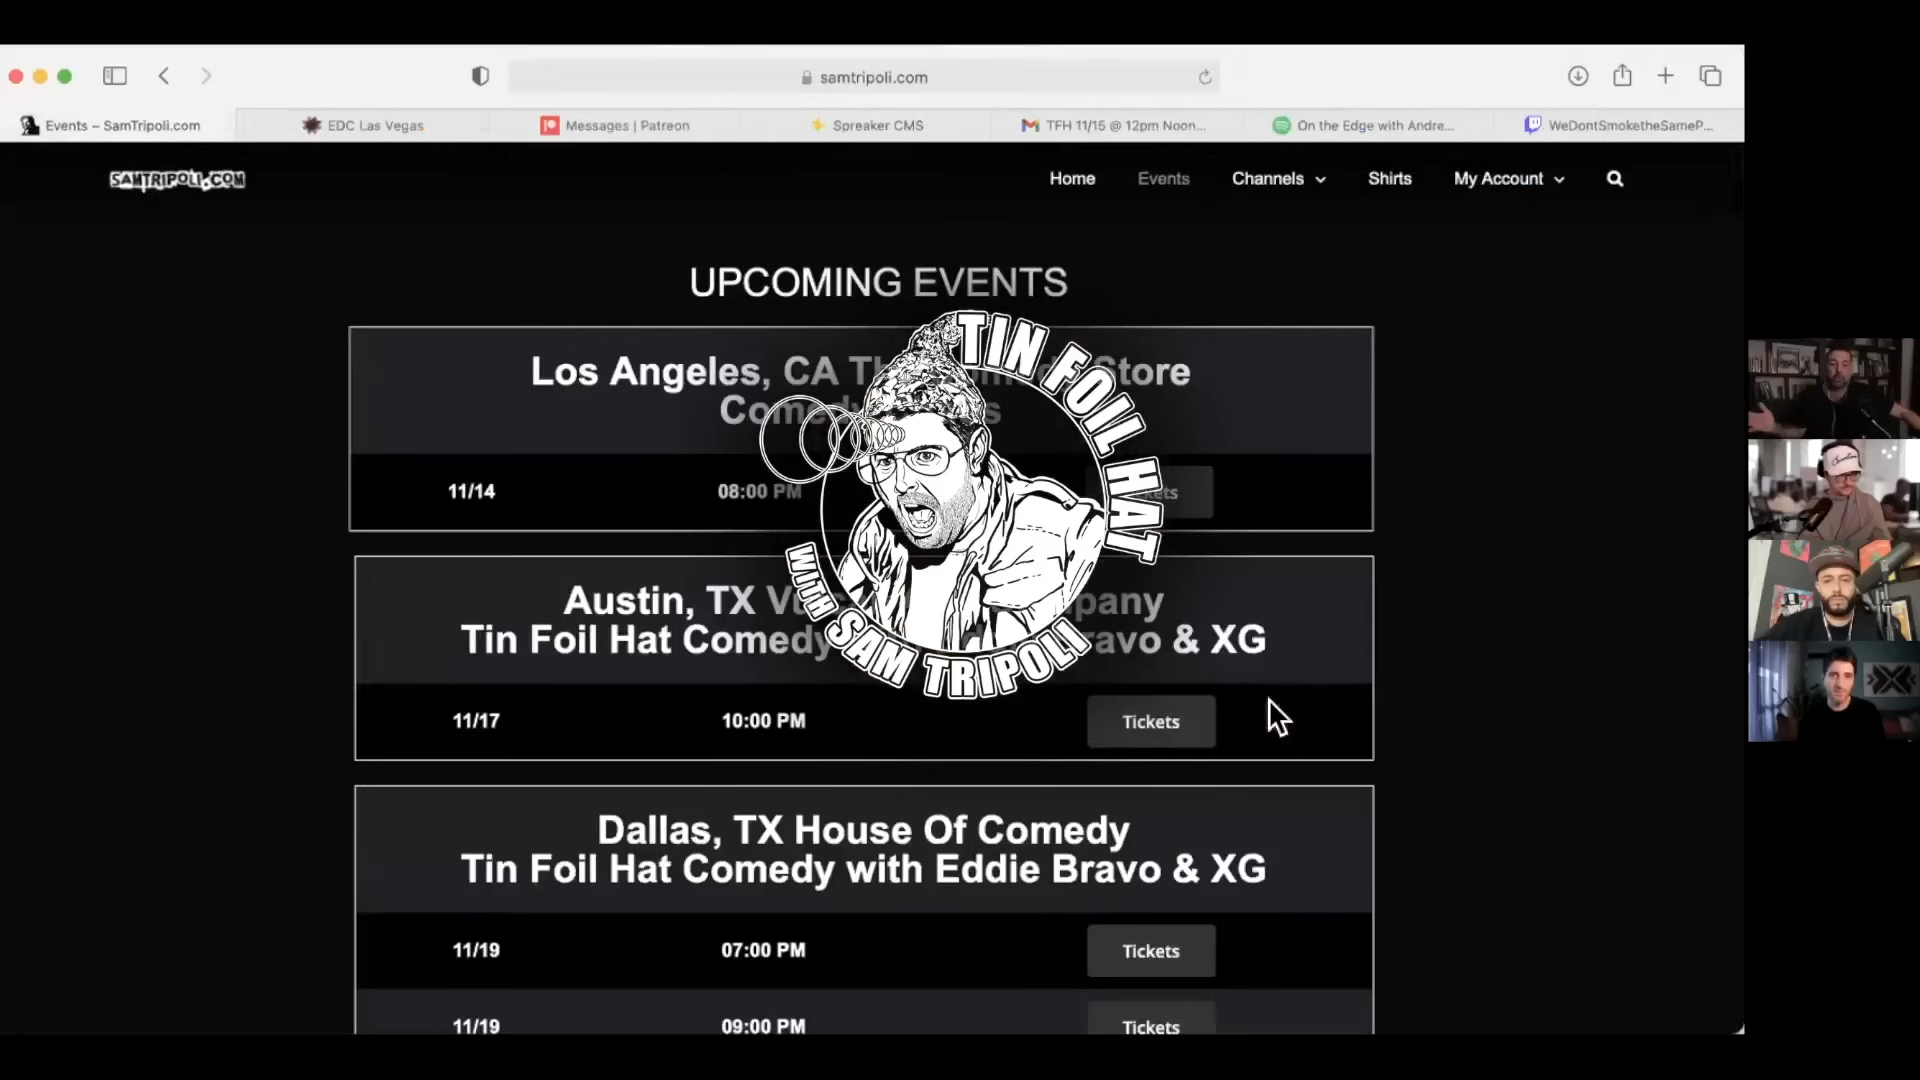 samtripoli.com
Events – SamTripoli.com
EDC Las Vegas
Messages | Patreon
Spreaker CMS
TFH 11/15 @ 12pm Noon...
On the Edge with Andre...
WeDontSmoketheSameP...
SAMTRIPOLI.COM
Home
Events
Channels
Shirts
My Account
UPCOMING EVENTS
Los Angeles, CA Store
11/14
08:00 PM
TIN FOIL HAT
WITH SAM TRIPOLI
Austin, TX
Tin Foil Hat Comedy Bravo & XG
11/17
10:00 PM
Tickets
Dallas, TX House Of Comedy
Tin Foil Hat Comedy with Eddie Bravo & XG
11/19
07:00 PM
Tickets
11/19
09:00 PM
Tickets